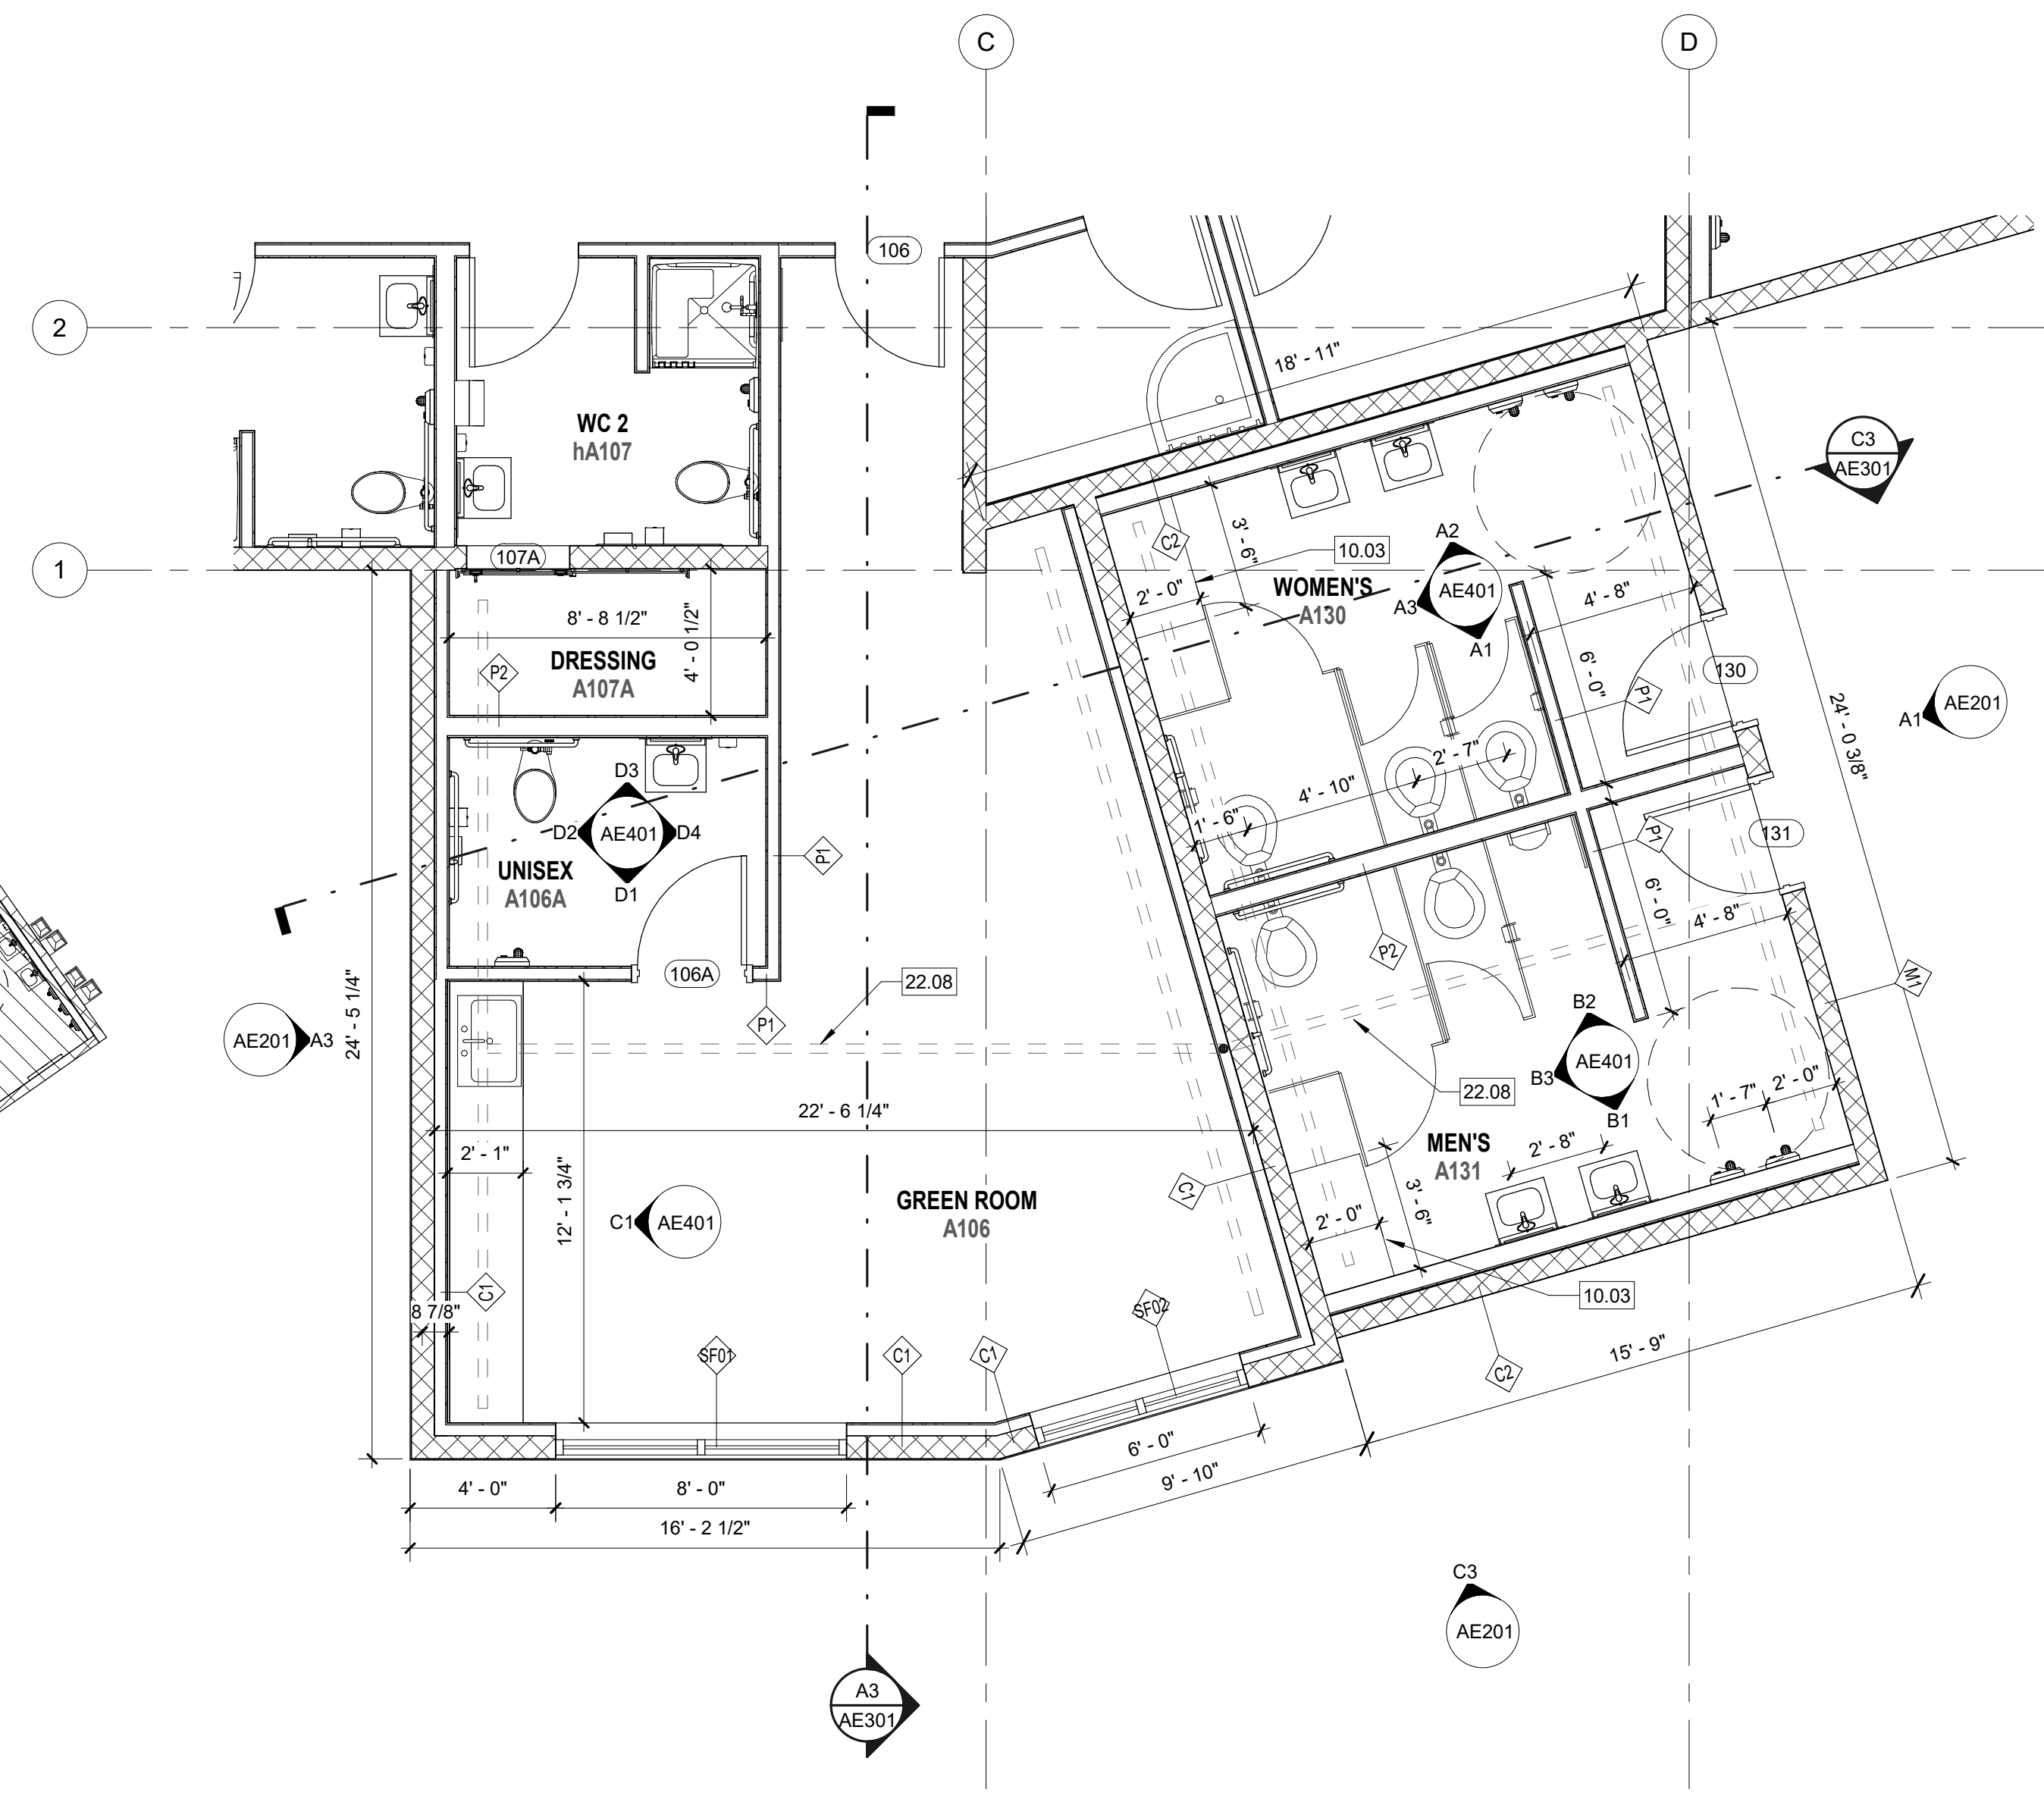 C
D
106
2
18' - 11"
WC 2
hA107
C3
AE301
C2
3' - 6"
10.03
A2
107A
1
WOMEN'S
A130
AE401
A3
A1
2' - 0"
4' - 8"
8' - 8 1/2"
4' - 0 1/2"
DRESSING
A107A
P2
6' - 0"
P1
130
24' - 0 3/8"
A1
AE201
D3
D2
AE401
D4
D1
UNISEX
A106A
P1
2' - 7"
4' - 10"
1' - 6"
P1
131
6' - 0"
4' - 8"
P2
M1
106A
22.08
P1
24' - 5 1/4"
AE201
A3
B2
AE401
B3
B1
22.08
1' - 7"
2' - 0"
22' - 6 1/4"
2' - 1"
12' - 1 3/4"
2' - 8"
MEN'S
A131
C1
3' - 6"
2' - 0"
C1
AE401
GREEN ROOM
A106
C1
8 7/8"
10.03
SF02
SF01
C1
C1
C2
15' - 9"
6' - 0"
9' - 10"
4' - 0"
8' - 0"
16' - 2 1/2"
C3
AE201
A3
AE301